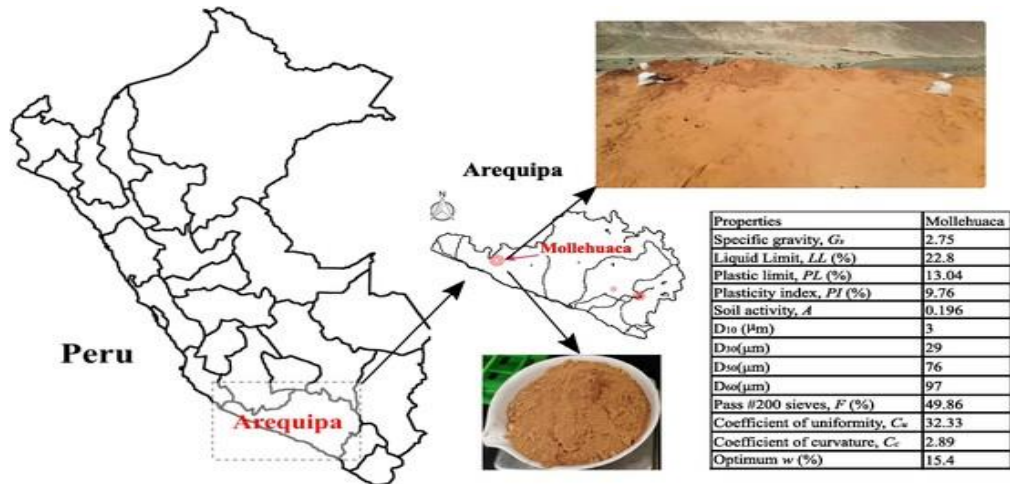 Peru
Arequipa
Arequipa
N
Mollehuaca
Properties Mollehuaca
Specific gravity, Gs 2.75
Liquid Limit, LL (%) 22.8
Plastic limit, PL (%) 13.04
Plasticity index, PI (%) 9.76
Soil activity, A 0.196
D10 (µm) 3
D30(µm) 29
D50(µm) 76
D60(µm) 97
Pass #200 sieves, F (%) 49.86
Coefficient of uniformity, Cu 32.33
Coefficient of curvature, Cc 2.89
Optimum w (%) 15.4